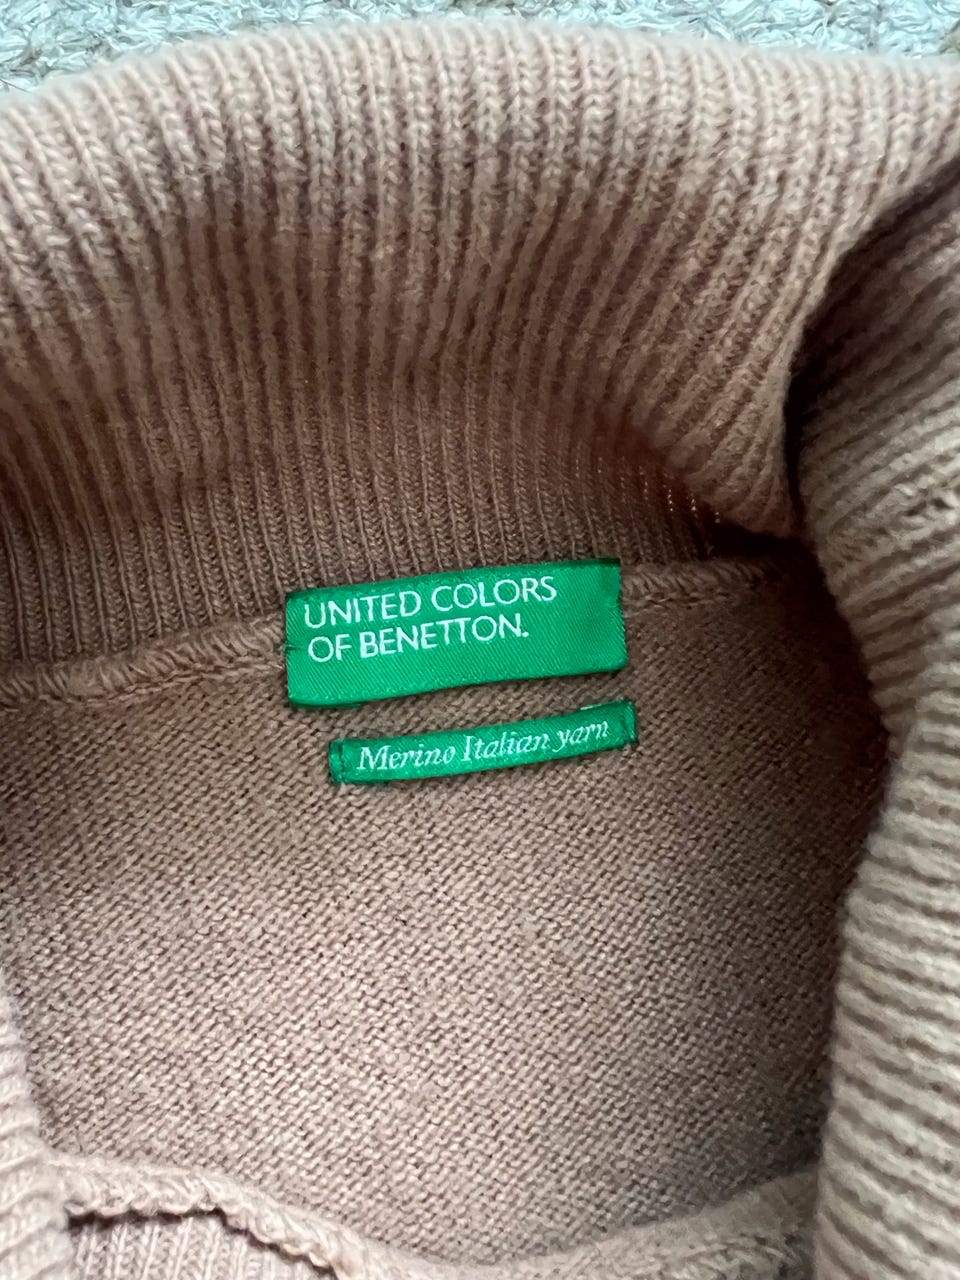 UNITED COLORS
OF BENETTON.
Merino Italian yarn